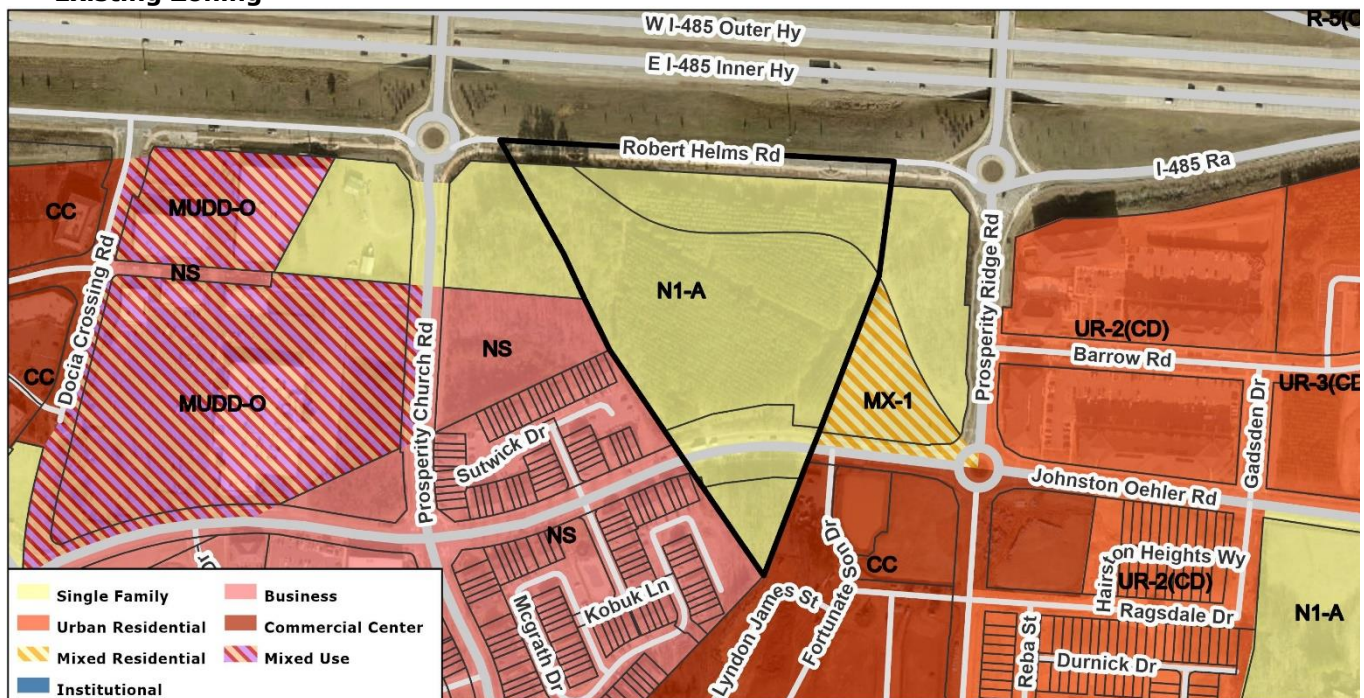 Existing Zoning
R-5(C
W I-485 Outer Hy
E I-485 Inner Hy
Robert Helms Rd
I-485 Ra
CC
MUDD-O
NS
Docia Crossing Rd
CC
MUDD-O
Prosperity Church Rd
NS
N1-A
MX-1
Prosperity Ridge Rd
UR-2(CD)
Barrow Rd
UR-3(CD
Gadsden Dr
Sutwick Dr
Johnston Oehler Rd
NS
Kobuk Ln
Mcgrath Dr
Lyndon James St
Fortunate Son Dr
CC
Hairston Heights Wy
UR-2(CD)
Ragsdale Dr
Reba St
Durnick Dr
N1-A
Single Family
Business
Urban Residential
Commercial Center
Mixed Residential
Mixed Use
Institutional